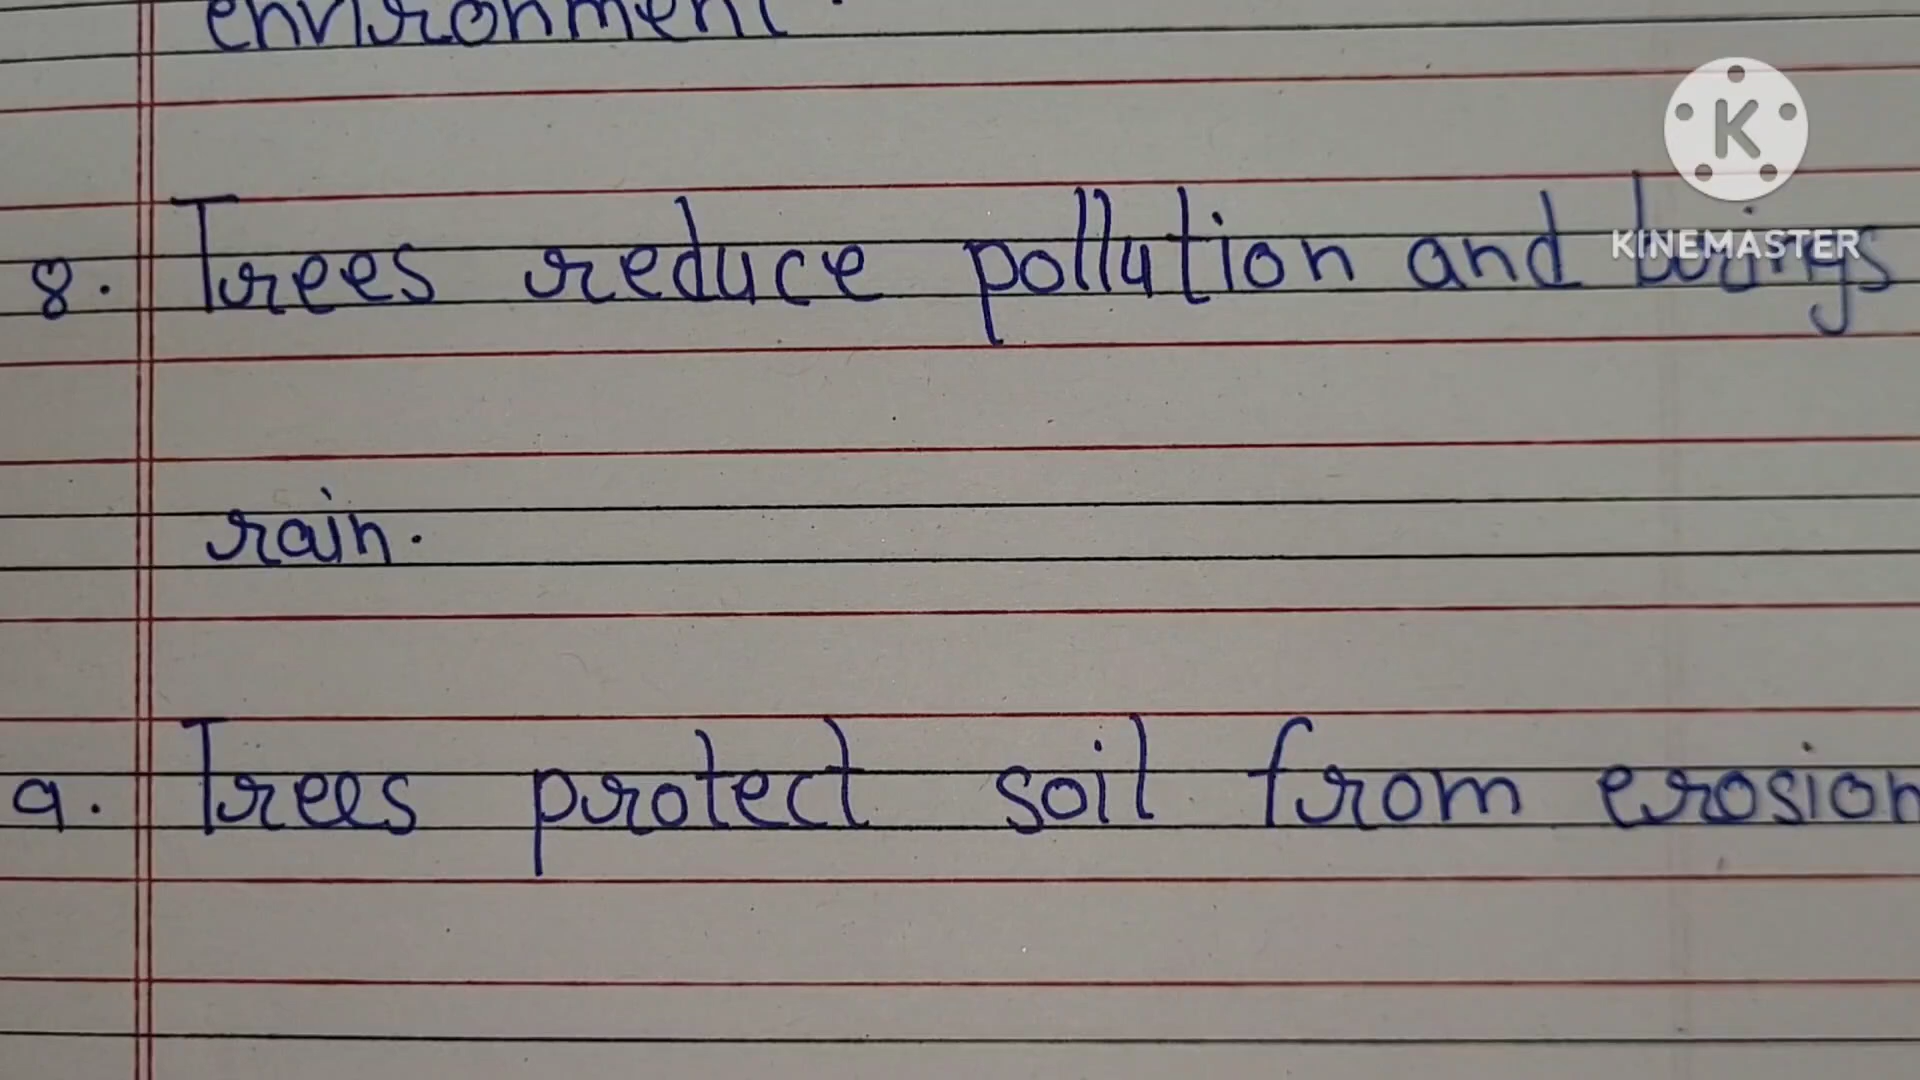 environment.
8. Trees reduce pollution and brings
rain.
9. Trees protect soil from erosion
K
KINEMASTER